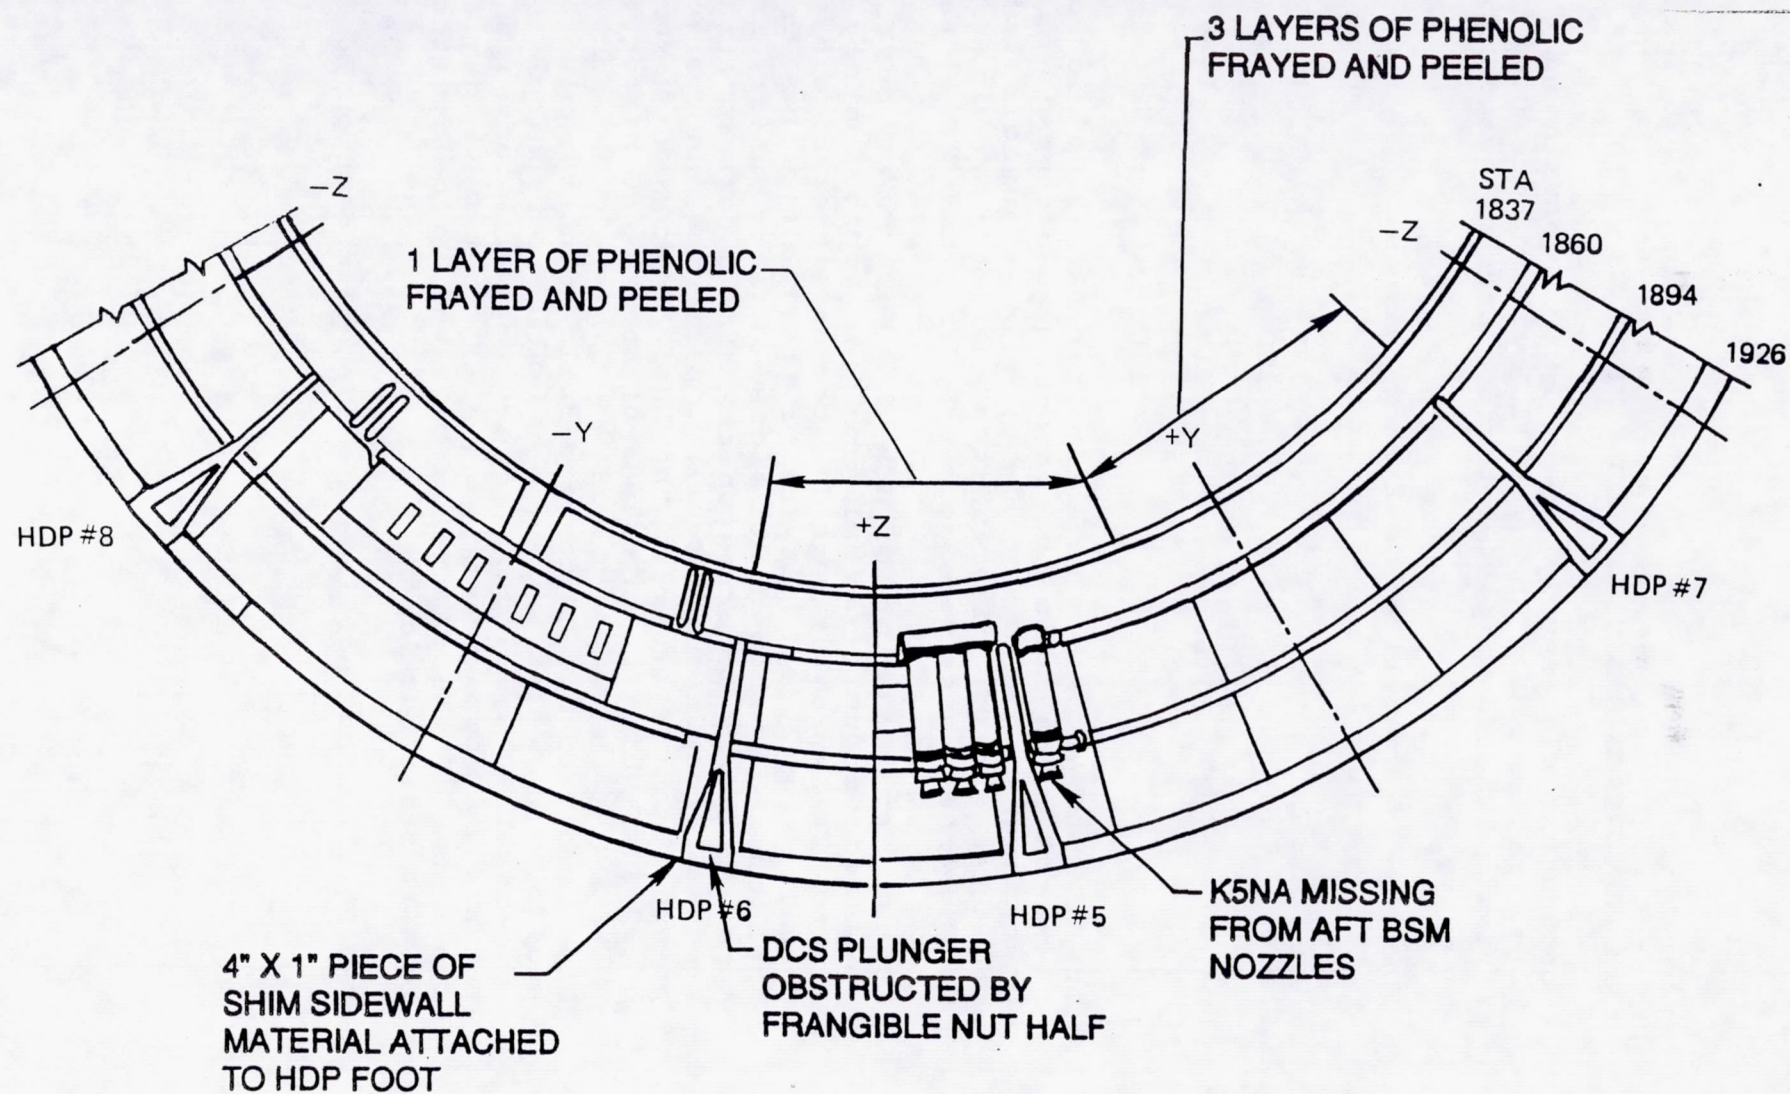 3 LAYERS OF PHENOLIC
FRAYED AND PEELED
–Z
STA
1837
–Z
1860
1 LAYER OF PHENOLIC
FRAYED AND PEELED
1894
1926
–Y
+Y
+Z
HDP #8
HDP #7
HDP #6
HDP #5
K5NA MISSING
FROM AFT BSM
NOZZLES
DCS PLUNGER
OBSTRUCTED BY
FRANGIBLE NUT HALF
4" X 1" PIECE OF
SHIM SIDEWALL
MATERIAL ATTACHED
TO HDP FOOT